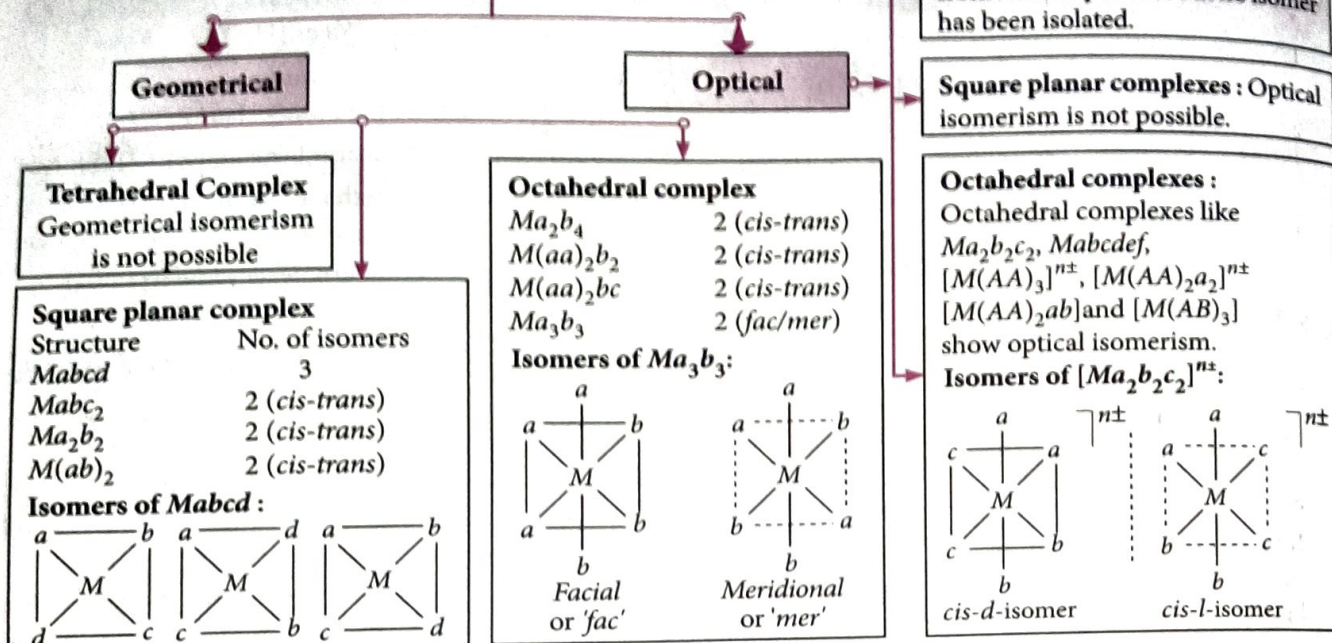 Geometrical
Optical
has been isolated.
Square planar complexes : Optical
isomerism is not possible.
Tetrahedral Complex
Geometrical isomerism
is not possible
Square planar complex
Structure No. of isomers
Mabcd 3
Mabc₂ 2 (cis-trans)
Ma₂b₂ 2 (cis-trans)
M(ab)₂ 2 (cis-trans)
Isomers of Mabcd :
a b a d a b
M M M
d c c b c d
Octahedral complex
Ma₂b₄ 2 (cis-trans)
M(aa)₂b₂ 2 (cis-trans)
M(aa)₂bc 2 (cis-trans)
Ma₃b₃ 2 (fac/mer)
Isomers of Ma₃b₃:
a a
a b a b
M M
a b b a
b b
Facial Meridional
or 'fac' or 'mer'
Octahedral complexes :
Octahedral complexes like
Ma₂b₂c₂, Mabcdef,
[M(AA)₃]ⁿ±, [M(AA)₂a₂]ⁿ±
[M(AA)₂ab]and [M(AB)₃]
show optical isomerism.
Isomers of [Ma₂b₂c₂]ⁿ±:
a n± a n±
c a a c
M M
c b b c
b b
cis-d-isomer cis-l-isomer